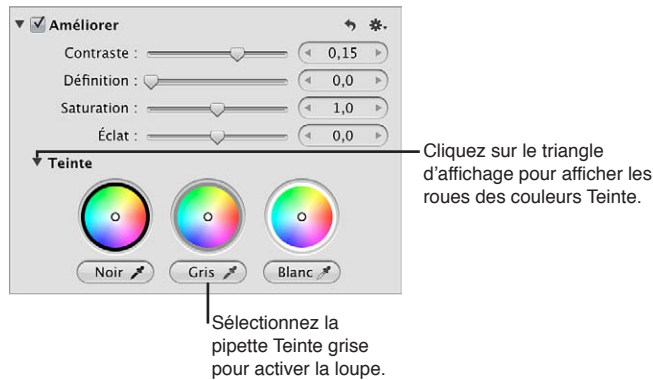 Améliorer
Contraste : 0,15
Définition : 0,0
Saturation : 1,0
Éclat : 0,0
Teinte
Noir Gris Blanc
Cliquez sur le triangle
d’affichage pour afficher les
roues des couleurs Teinte.
Sélectionnez la
pipette Teinte grise
pour activer la loupe.